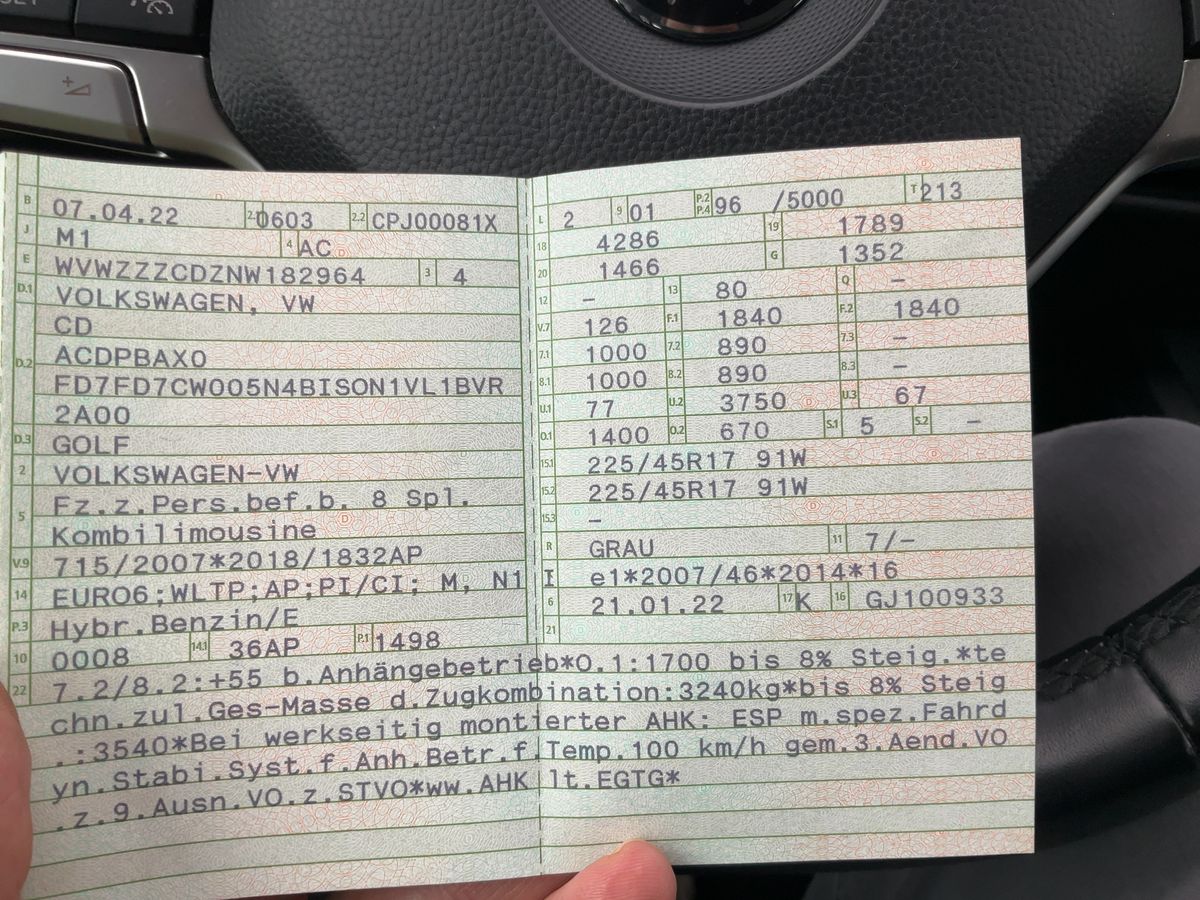 B 07.04.22 2.1 0603 2.2 CPJ00081X
J M1 4 AC
E WVWZZZCDZNW182964 3 4
D.1 VOLKSWAGEN, VW
CD
D.2 ACDPBAX0
FD7FD7CW005N4BISON1VL1BVR
2A00
D.3 GOLF
2 VOLKSWAGEN-VW
5 Fz.z.Pers.bef.b. 8 Spl.
Kombilimousine
V.9 715/2007*2018/1832AP
14 EURO6;WLTP;AP;PI/CI; M, N1
P.3 Hybr.Benzin/E
10 0008 14.1 36AP P.1 1498
L 2 9 01 P.2 P.4 96 /5000 T 213
18 4286 19 1789
20 1466 G 1352
12 – 13 80 Q –
V.7 126 F.1 1840 F.2 1840
7.1 1000 7.2 890 7.3 –
8.1 1000 8.2 890 8.3 –
U.1 77 U.2 3750 U.3 67
O.1 1400 O.2 670 S.1 5 S.2 –
15.1 225/45R17 91W
15.2 225/45R17 91W
15.3 –
R GRAU 11 7/–
I e1*2007/46*2014*16
6 21.01.22 17 K 16 GJ100933
21
22 7.2/8.2:+55 b.Anhängebetrieb*O.1:1700 bis 8% Steig.*te
chn.zul.Ges-Masse d.Zugkombination:3240kg*bis 8% Steig
.:3540*Bei werkseitig montierter AHK: ESP m.spez.Fahrd
yn.Stabi.Syst.f.Anh.Betr.f.Temp.100 km/h gem.3.Aend.VO
.z.9.Ausn.VO.z.STVO*ww.AHK lt.EGTG*